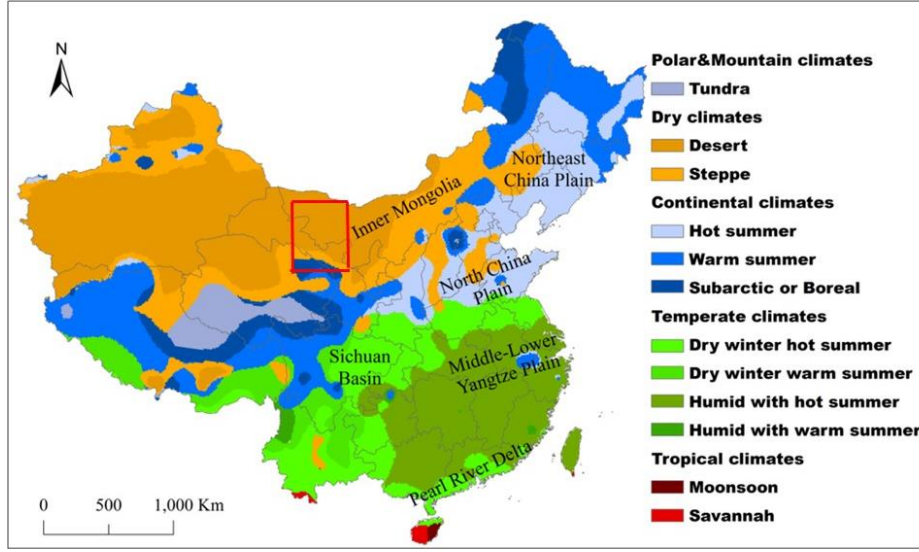 N
Polar&Mountain climates
Tundra
Dry climates
Desert
Steppe
Continental climates
Hot summer
Warm summer
Subarctic or Boreal
Temperate climates
Dry winter hot summer
Dry winter warm summer
Humid with hot summer
Humid with warm summer
Tropical climates
Moonsoon
Savannah
Northeast
China Plain
Inner Mongolia
North China
Plain
Sichuan
Basin
Middle-Lower
Yangtze Plain
Pearl River Delta
0 500 1,000 Km